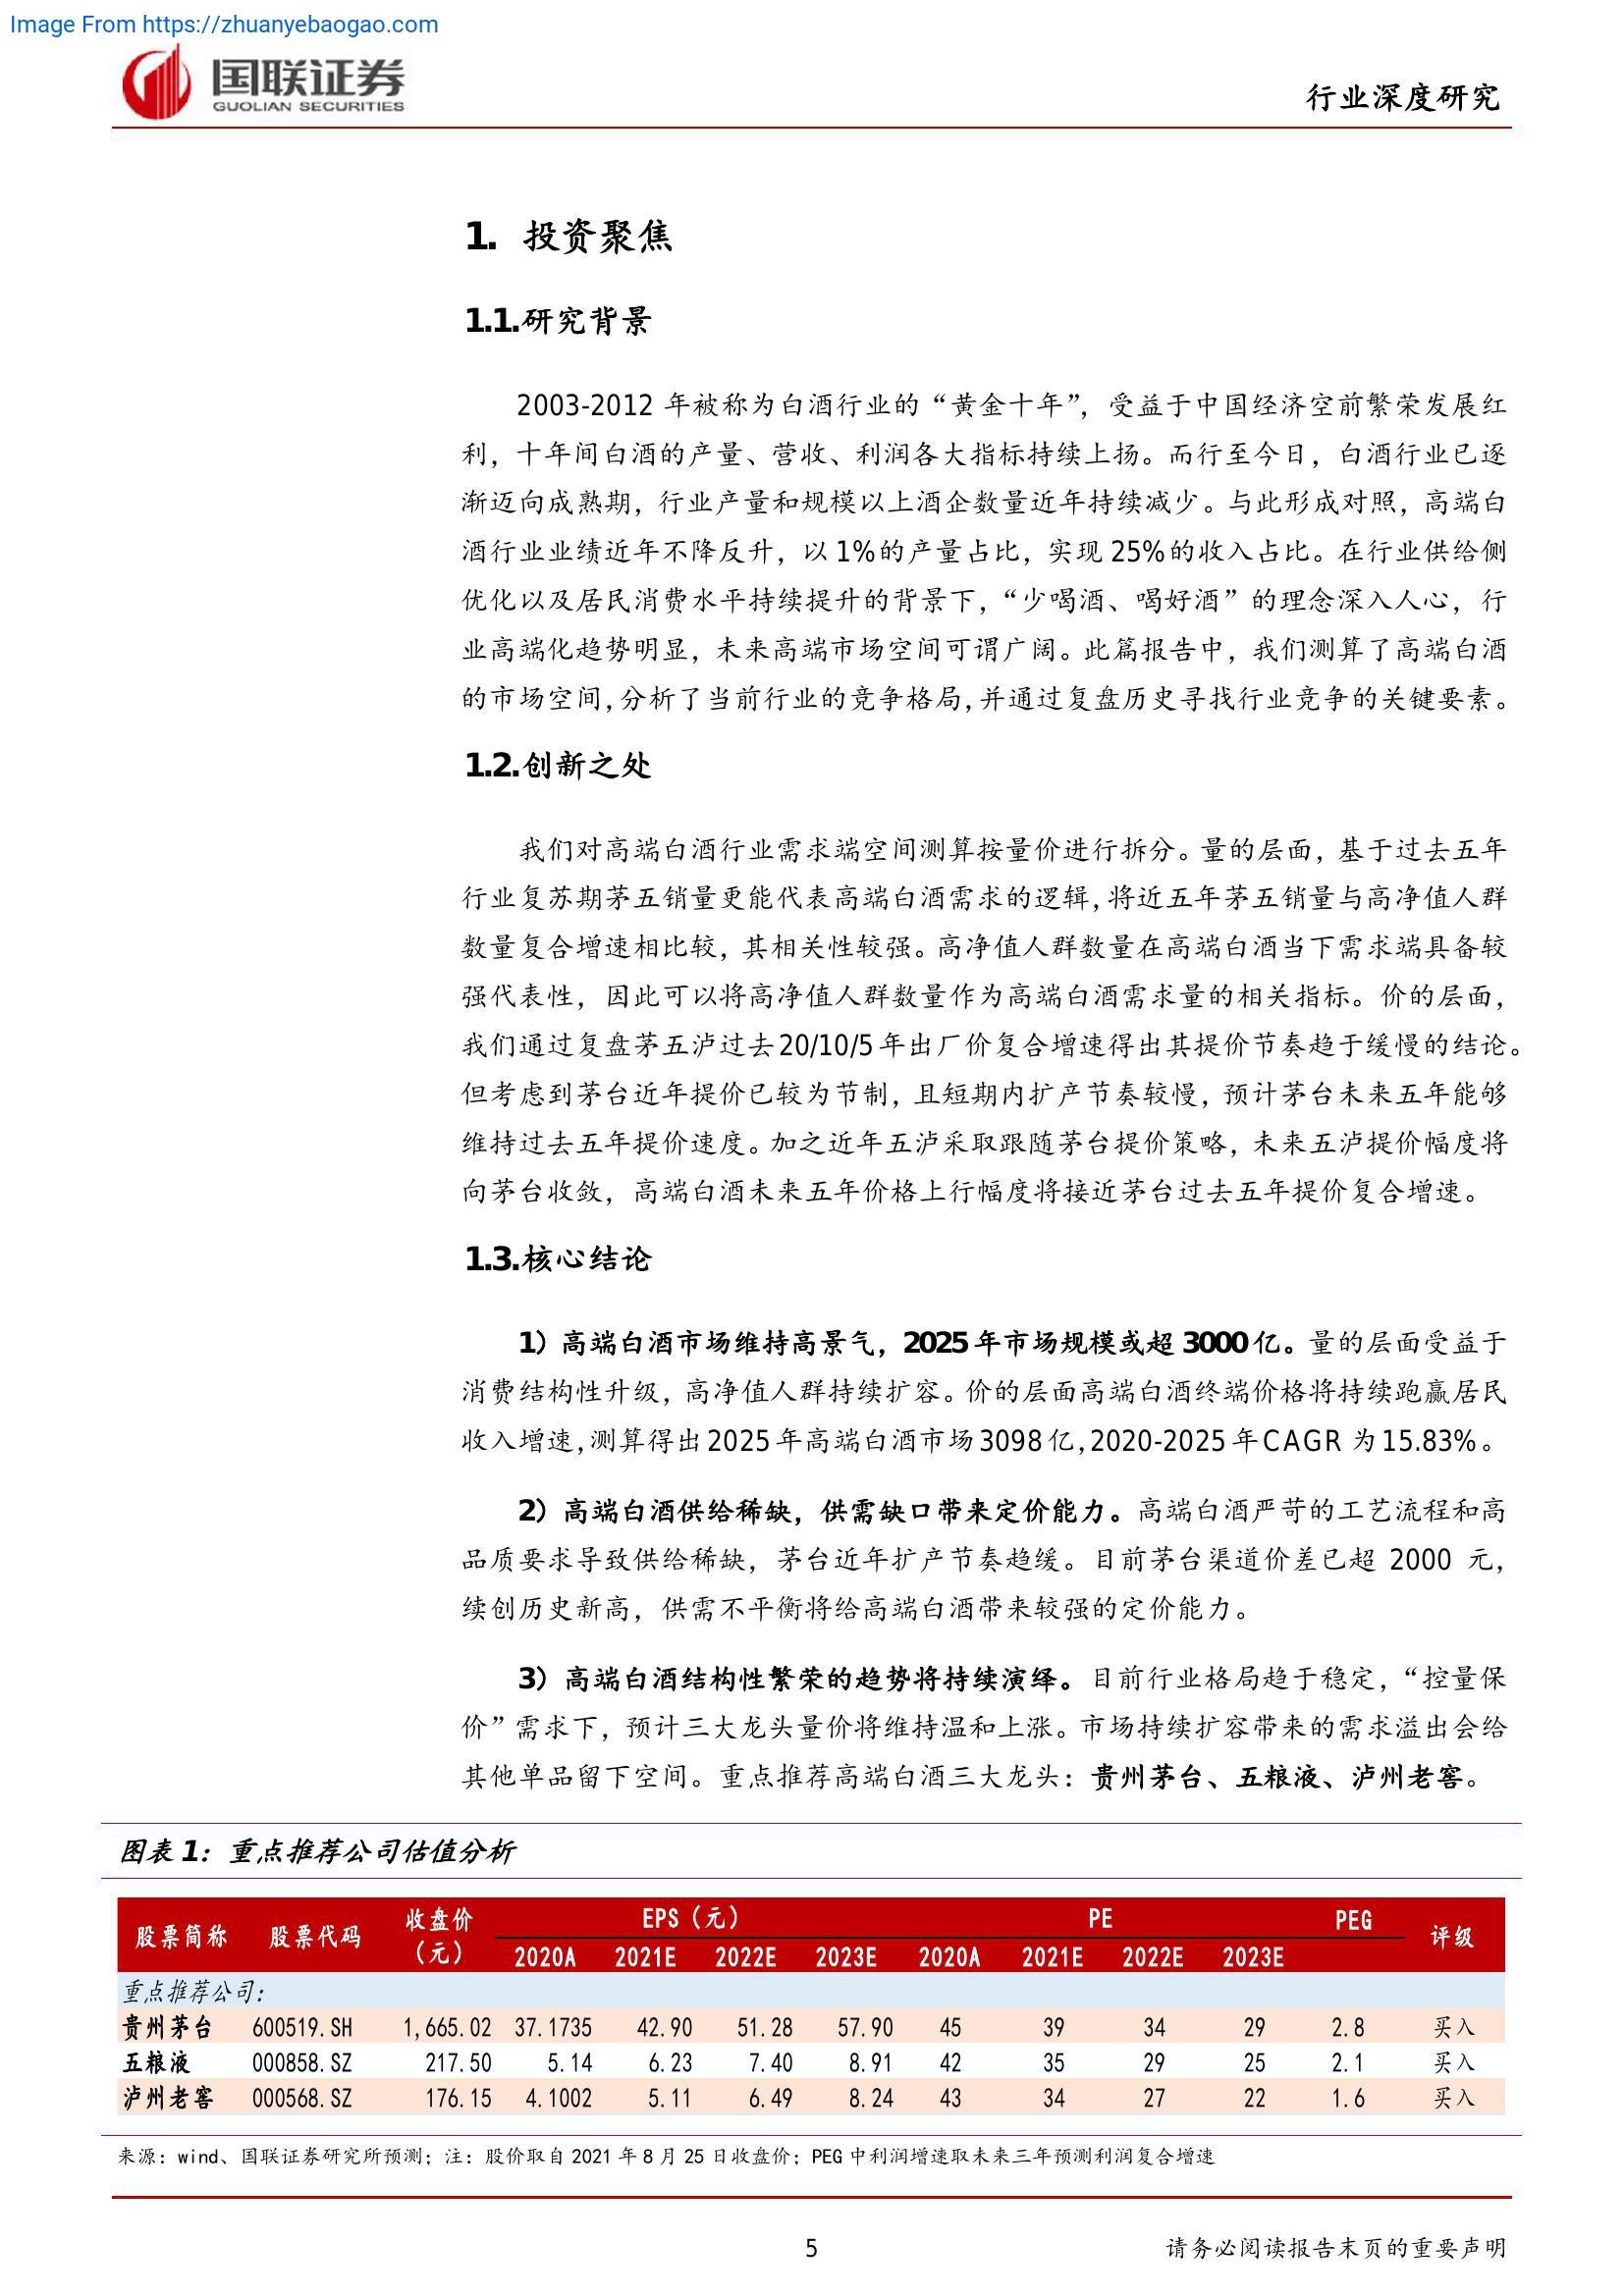 Image From https://zhuanyebaogao.com
国联证券
GUOLIAN SECURITIES
行业深度研究
1. 投资聚焦
1.1.研究背景
2003-2012 年被称为白酒行业的“黄金十年”，受益于中国经济空前繁荣发展红
利，十年间白酒的产量、营收、利润各大指标持续上扬。而行至今日，白酒行业已逐
渐迈向成熟期，行业产量和规模以上酒企数量近年持续减少。与此形成对照，高端白
酒行业业绩近年不降反升，以 1%的产量占比，实现 25%的收入占比。在行业供给侧
优化以及居民消费水平持续提升的背景下，“少喝酒、喝好酒”的理念深入人心，行
业高端化趋势明显，未来高端市场空间可谓广阔。此篇报告中，我们测算了高端白酒
的市场空间,分析了当前行业的竞争格局,并通过复盘历史寻找行业竞争的关键要素。
1.2.创新之处
我们对高端白酒行业需求端空间测算按量价进行拆分。量的层面，基于过去五年
行业复苏期茅五销量更能代表高端白酒需求的逻辑,将近五年茅五销量与高净值人群
数量复合增速相比较，其相关性较强。高净值人群数量在高端白酒当下需求端具备较
强代表性，因此可以将高净值人群数量作为高端白酒需求量的相关指标。价的层面，
我们通过复盘茅五泸过去 20/10/5 年出厂价复合增速得出其提价节奏趋于缓慢的结论。
但考虑到茅台近年提价已较为节制，且短期内扩产节奏较慢，预计茅台未来五年能够
维持过去五年提价速度。加之近年五泸采取跟随茅台提价策略，未来五泸提价幅度将
向茅台收敛，高端白酒未来五年价格上行幅度将接近茅台过去五年提价复合增速。
1.3.核心结论
1）高端白酒市场维持高景气，2025 年市场规模或超 3000 亿。量的层面受益于
消费结构性升级，高净值人群持续扩容。价的层面高端白酒终端价格将持续跑赢居民
收入增速,测算得出 2025 年高端白酒市场 3098 亿,2020-2025 年 CAGR 为 15.83%。
2）高端白酒供给稀缺，供需缺口带来定价能力。高端白酒严苛的工艺流程和高
品质要求导致供给稀缺，茅台近年扩产节奏趋缓。目前茅台渠道价差已超 2000 元，
续创历史新高，供需不平衡将给高端白酒带来较强的定价能力。
3）高端白酒结构性繁荣的趋势将持续演绎。目前行业格局趋于稳定，“控量保
价”需求下，预计三大龙头量价将维持温和上涨。市场持续扩容带来的需求溢出会给
其他单品留下空间。重点推荐高端白酒三大龙头：贵州茅台、五粮液、泸州老窖。
图表 1：重点推荐公司估值分析
股票简称 股票代码 收盘价（元） EPS（元） PE PEG 评级
2020A 2021E 2022E 2023E 2020A 2021E 2022E 2023E
重点推荐公司：
贵州茅台 600519.SH 1,665.02 37.1735 42.90 51.28 57.90 45 39 34 29 2.8 买入
五粮液 000858.SZ 217.50 5.14 6.23 7.40 8.91 42 35 29 25 2.1 买入
泸州老窖 000568.SZ 176.15 4.1002 5.11 6.49 8.24 43 34 27 22 1.6 买入
来源：wind、国联证券研究所预测；注：股价取自 2021 年 8 月 25 日收盘价；PEG 中利润增速取未来三年预测利润复合增速
5
请务必阅读报告末页的重要声明